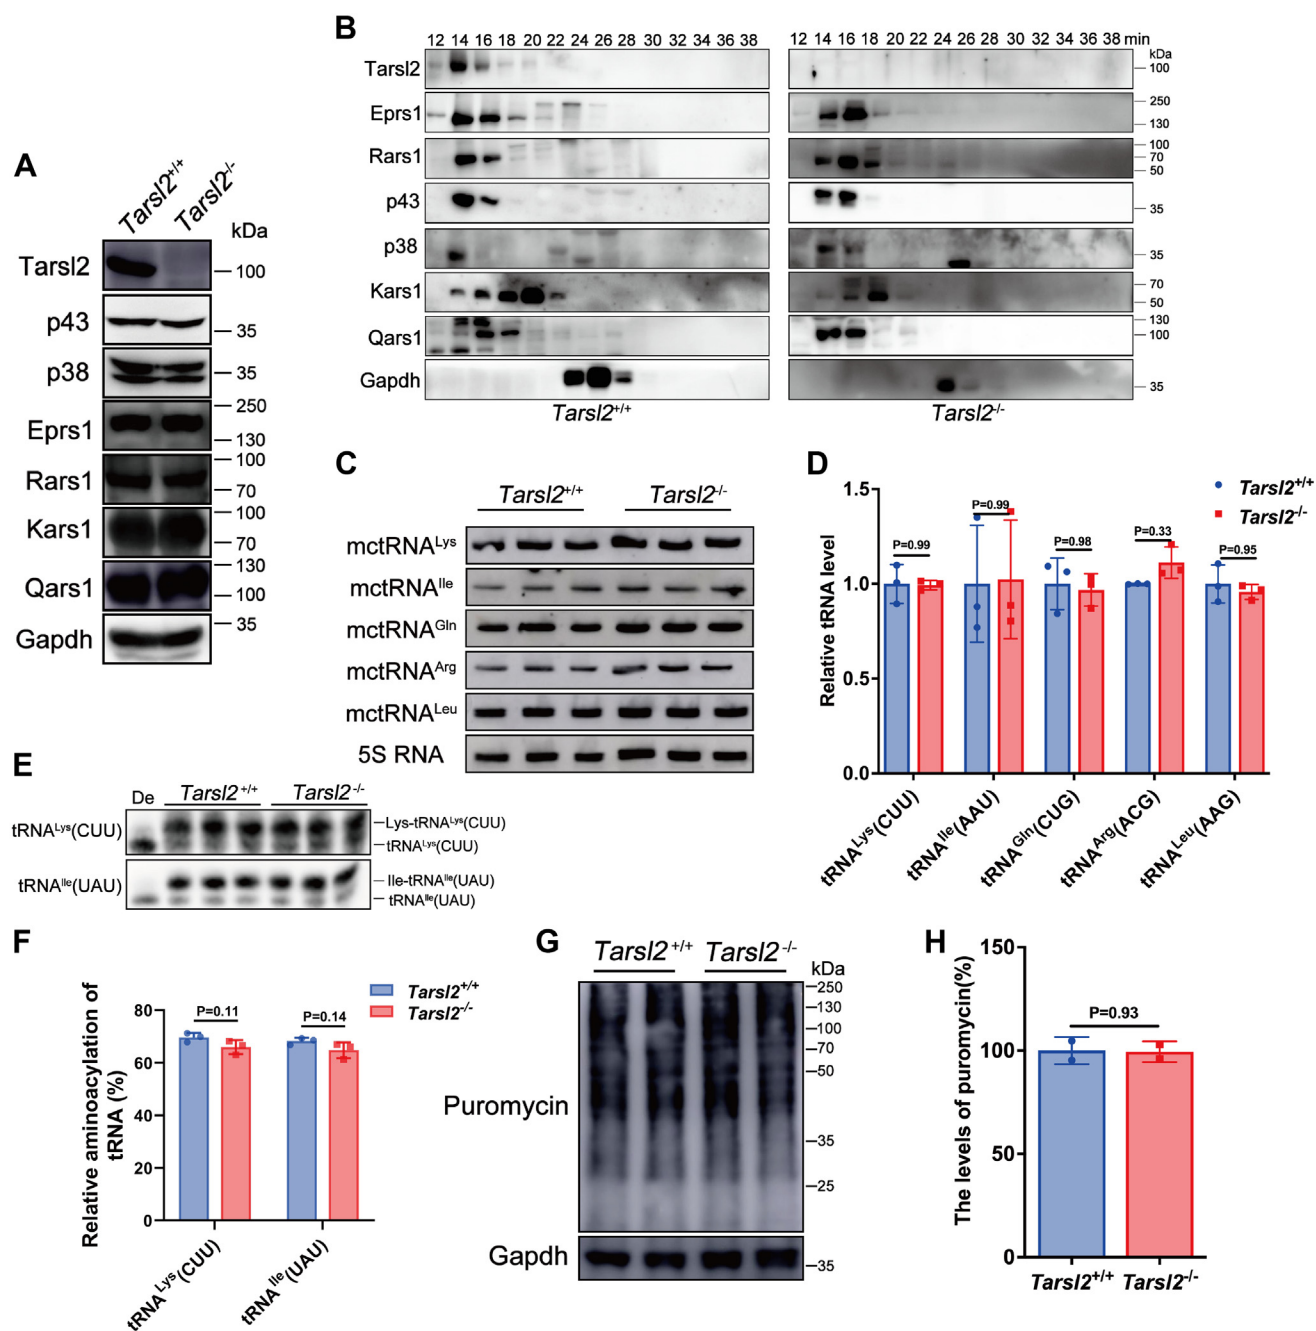 A
Tarsl2+/+ Tarsl2-/-
kDa
Tarsl2 100
p43 35
p38 35
Eprs1 250 130
Rars1 100 70
Kars1 100 70
Qars1 130 100
Gapdh 35
B
12 14 16 18 20 22 24 26 28 30 32 34 36 38 12 14 16 18 20 22 24 26 28 30 32 34 36 38 min
kDa
Tarsl2 100
Eprs1 250 130
Rars1 100 70 50
p43 35
p38 35
Kars1 70 50
Qars1 130 100
Gapdh 35
Tarsl2+/+ Tarsl2-/-
C
Tarsl2+/+ Tarsl2-/-
mctRNALys
mctRNAIle
mctRNAGln
mctRNAArg
mctRNALeu
5S RNA
D
Tarsl2+/+
Tarsl2-/-
Relative tRNA level
1.5
1.0
0.5
0.0
P=0.99 P=0.99 P=0.98 P=0.33 P=0.95
tRNALys(CUU) tRNAIle(AAU) tRNAGln(CUG) tRNAArg(ACG) tRNALeu(AAG)
E
De Tarsl2+/+ Tarsl2-/-
tRNALys(CUU) Lys-tRNALys(CUU)
tRNALys(CUU)
tRNAIle(UAU) Ile-tRNAIle(UAU)
tRNAIle(UAU)
F
Relative aminoacylation of
tRNA (%)
80
60
40
20
0
P=0.11 P=0.14
Tarsl2+/+
Tarsl2-/-
tRNALys(CUU) tRNAIle(UAU)
G
Tarsl2+/+ Tarsl2-/-
kDa
250
130
100
70
50
35
25
Puromycin
Gapdh 35
H
The levels of puromycin(%)
150
100
50
0
P=0.93
Tarsl2+/+ Tarsl2-/-